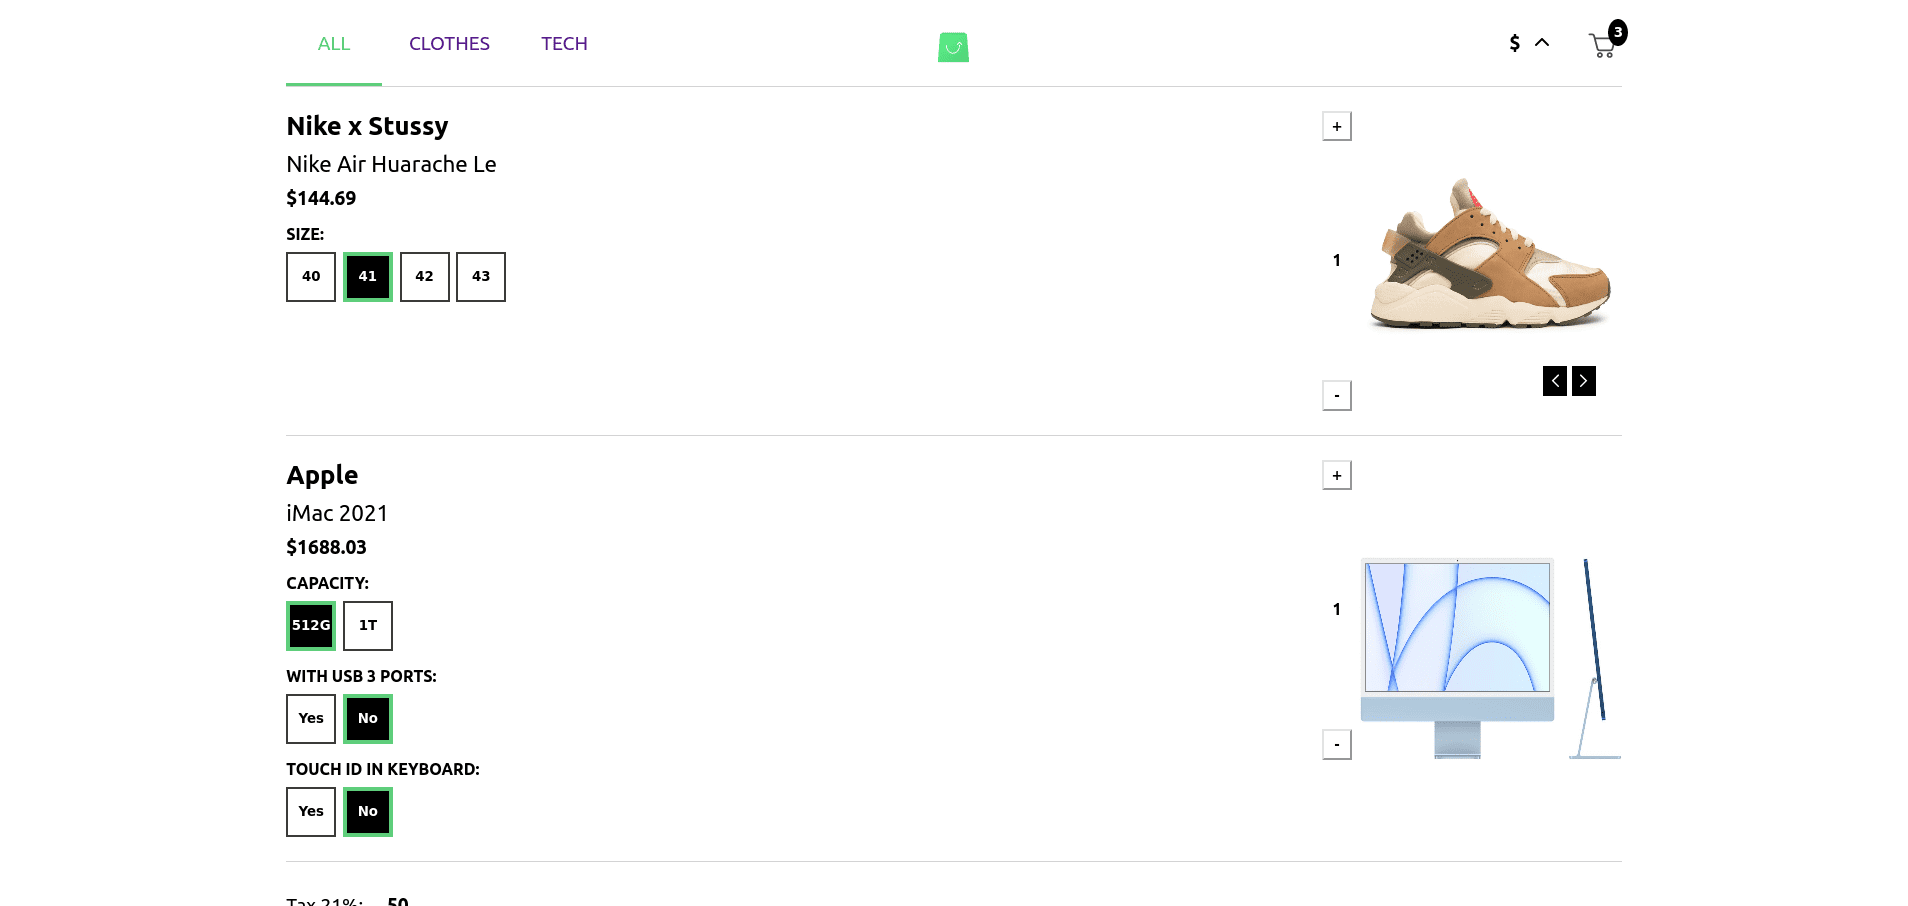 ALL CLOTHES TECH $ 3
Nike x Stussy +
Nike Air Huarache Le
$144.69
SIZE:
40 41 42 43
1
-
Apple +
iMac 2021
$1688.03
CAPACITY:
512G 1T
1
WITH USB 3 PORTS:
Yes No
-
TOUCH ID IN KEYBOARD:
Yes No
Tax 21%: 50